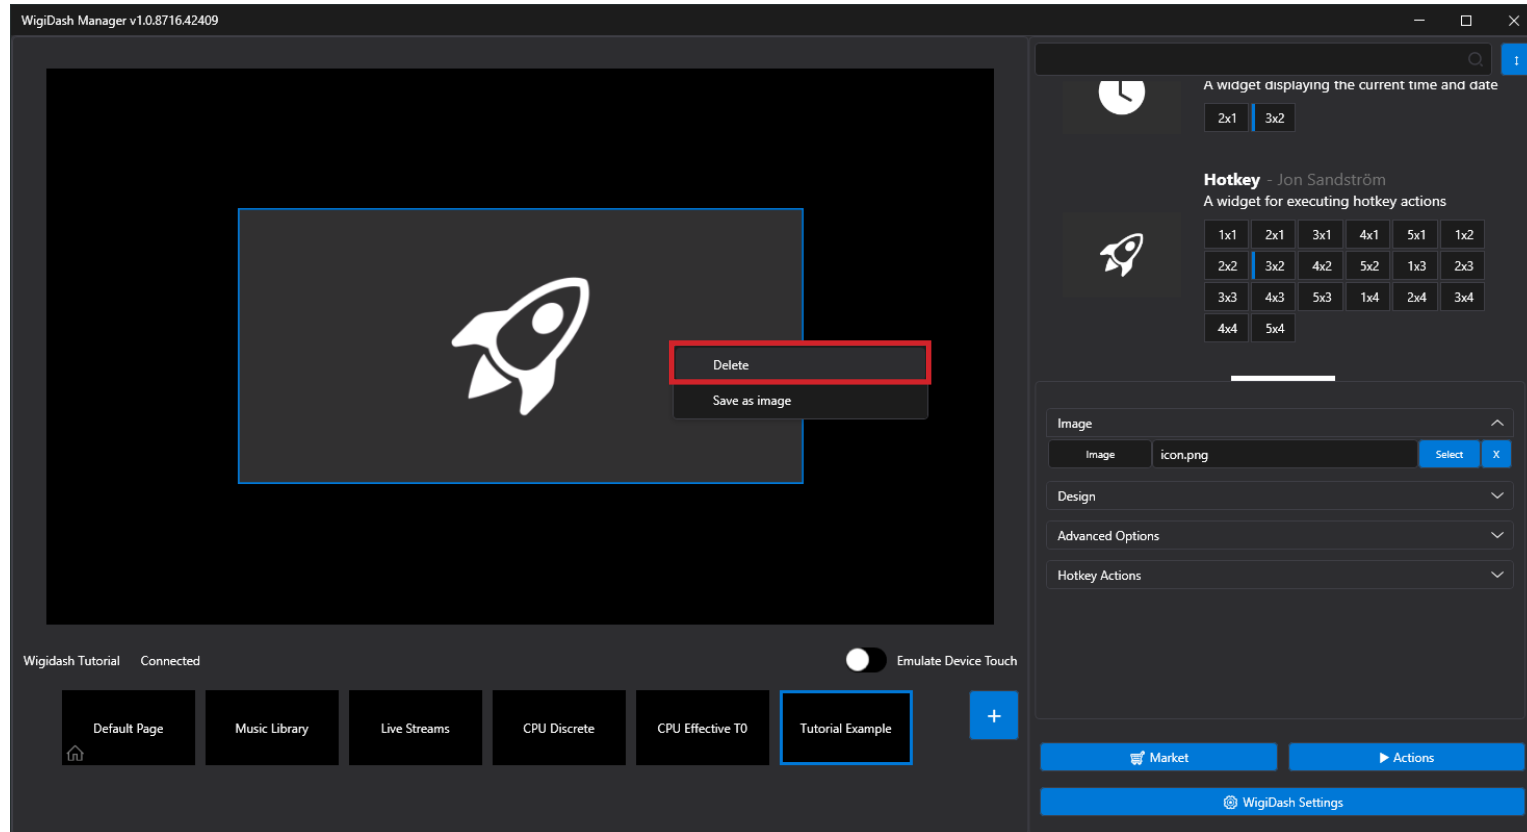 WigiDash Manager v1.0.8716.42409
A widget displaying the current time and date
2x1 3x2
Hotkey - Jon Sandström
A widget for executing hotkey actions
1x1 2x1 3x1 4x1 5x1 1x2
2x2 3x2 4x2 5x2 1x3 2x3
3x3 4x3 5x3 1x4 2x4 3x4
4x4 5x4
Delete
Save as image
Image
Image icon.png Select X
Design
Advanced Options
Hotkey Actions
Wigidash Tutorial Connected
Emulate Device Touch
Default Page
Music Library
Live Streams
CPU Discrete
CPU Effective T0
Tutorial Example
+
Market
Actions
WigiDash Settings